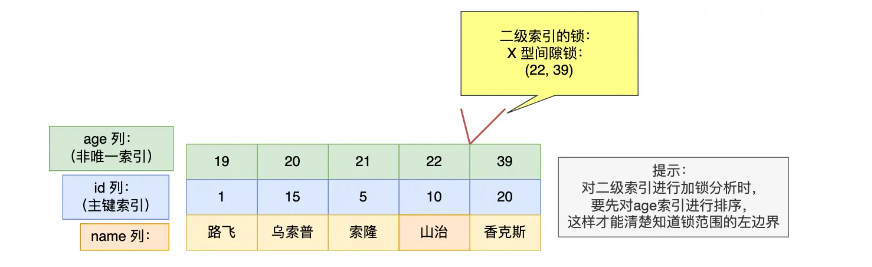 二级索引的锁：
X 型间隙锁：
(22, 39)
age 列：
（非唯一索引）
19 20 21 22 39
id 列：
（主键索引）
1 15 5 10 20
name 列：
路飞 乌索普 索隆 山治 香克斯
提示：
对二级索引进行加锁分析时，
要先对age索引进行排序，
这样才能清楚知道锁范围的左边界